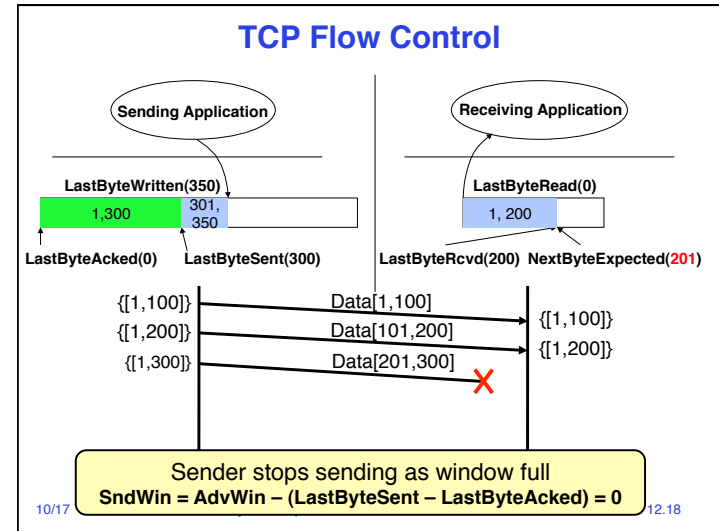 TCP Flow Control
Sending Application
Receiving Application
LastByteWritten(350)
LastByteRead(0)
1,300
301,
350
1, 200
LastByteAcked(0)
LastByteSent(300)
LastByteRcvd(200)
NextByteExpected(201)
{[1,100]}
Data[1,100]
{[1,100]}
{[1,200]}
Data[101,200]
{[1,200]}
{[1,300]}
Data[201,300]
Sender stops sending as window full
SndWin = AdvWin – (LastByteSent – LastByteAcked) = 0
10/17
12.18